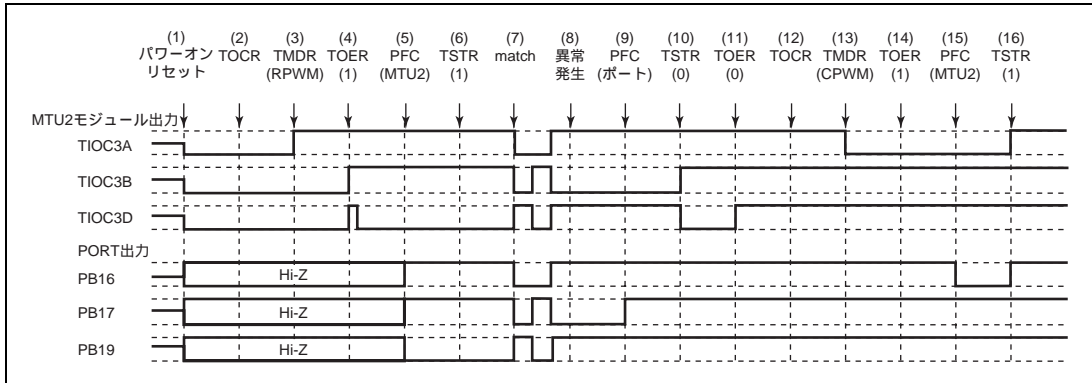 (1) (2) (3) (4) (5) (6) (7) (8) (9) (10) (11) (12) (13) (14) (15) (16)
パワーオン TOCR TMDR TOER PFC TSTR match 異常 PFC TSTR TOER TOCR TMDR TOER PFC TSTR
リセット (RPWM) (1) (MTU2) (1) 発生 (ポート) (0) (0) (CPWM) (1) (MTU2) (1)
MTU2モジュール出力
TIOC3A
TIOC3B
TIOC3D
PORT出力
PB16 Hi-Z
PB17 Hi-Z
PB19 Hi-Z